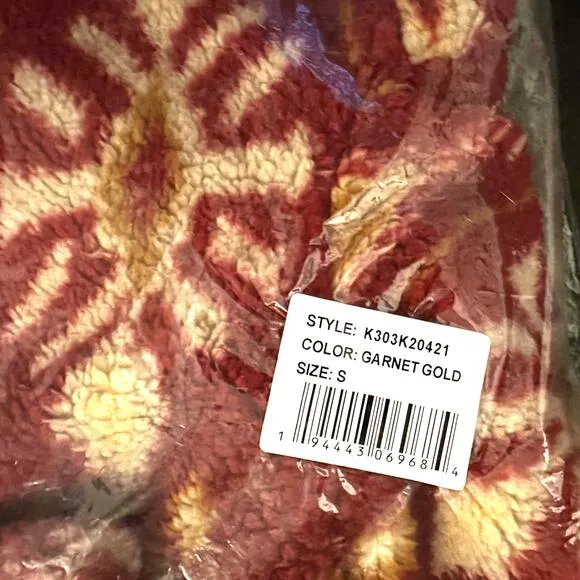 STYLE: K303K20421
COLOR: GARNET GOLD
SIZE: S
1 94443 06968 4